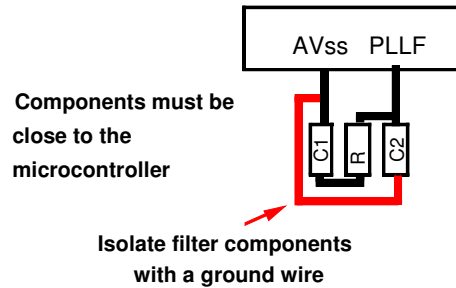 AVss PLLF
Components must be
close to the
microcontroller
C1 R C2
Isolate filter components
with a ground wire